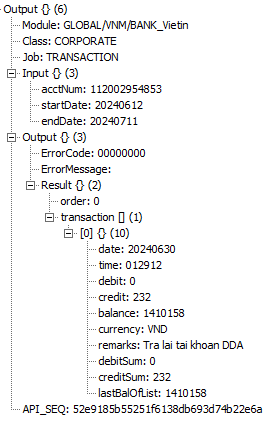 Output {} (6)
Module: GLOBAL/VNM/BANK_Vietin
Class: CORPORATE
Job: TRANSACTION
Input {} (3)
acctNum: 112002954853
startDate: 20240612
endDate: 20240711
Output {} (3)
ErrorCode: 00000000
ErrorMessage:
Result {} (2)
order: 0
transaction [] (1)
[0] {} (10)
date: 20240630
time: 012912
debit: 0
credit: 232
balance: 1410158
currency: VND
remarks: Tra lai tai khoan DDA
debitSum: 0
creditSum: 232
lastBalOfList: 1410158
API_SEQ: 52e9185b55251f6138db693d74b22e6a